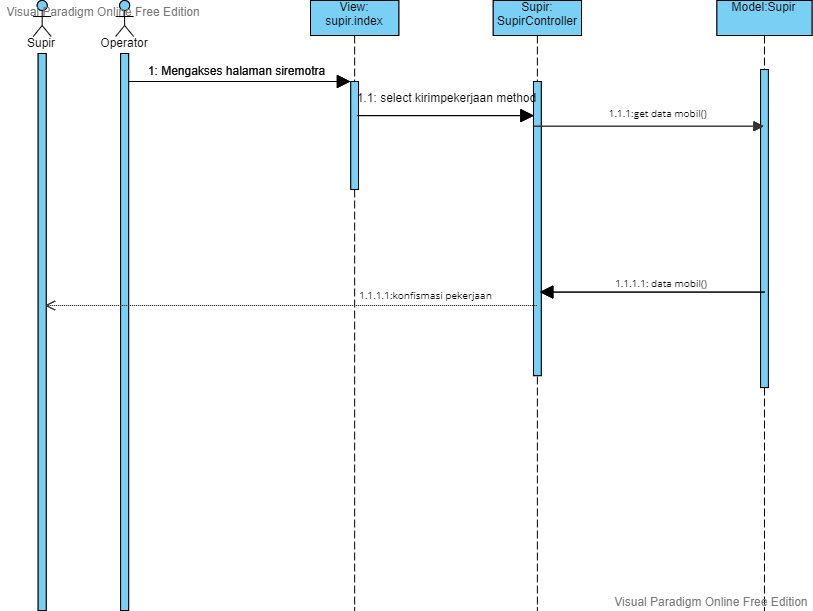 Visual Paradigm Online Free Edition
View:
supir.index
Supir:
SupirController
Model:Supir
Supir
Operator
1: Mengakses halaman siremotra
1.1: select kirimpekerjaan method
1.1.1:get data mobil()
1.1.1.1: data mobil()
1.1.1.1:konfismasi pekerjaan
Visual Paradigm Online Free Edition